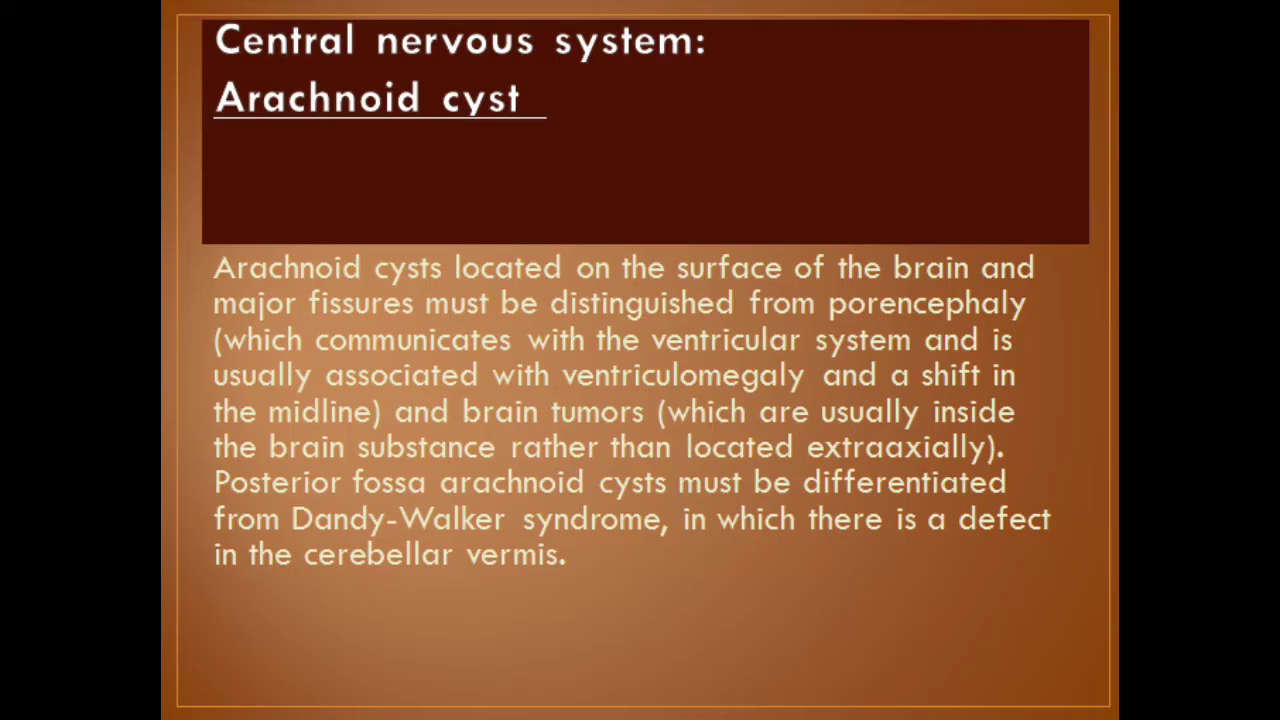 Central nervous system:
Arachnoid cyst
Arachnoid cysts located on the surface of the brain and
major fissures must be distinguished from porencephaly
(which communicates with the ventricular system and is
usually associated with ventriculomegaly and a shift in
the midline) and brain tumors (which are usually inside
the brain substance rather than located extraaxially).
Posterior fossa arachnoid cysts must be differentiated
from Dandy-Walker syndrome, in which there is a defect
in the cerebellar vermis.